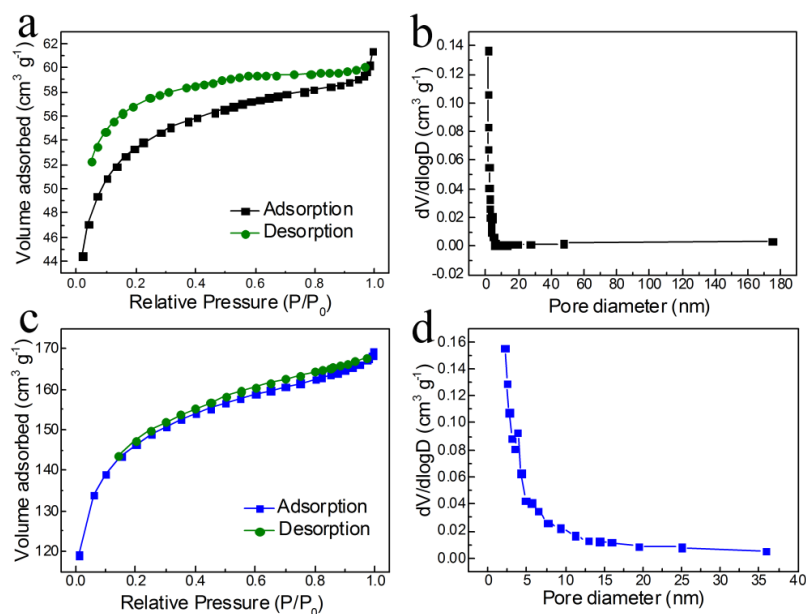 a
Volume adsorbed (cm³ g⁻¹)
62
60
58
56
54
52
50
48
46
44
0.0 0.2 0.4 0.6 0.8 1.0
Relative Pressure (P/P₀)
Adsorption
Desorption
b
dV/dlogD (cm³ g⁻¹)
0.14
0.12
0.10
0.08
0.06
0.04
0.02
0.00
-0.02
0 20 40 60 80 100 120 140 160 180
Pore diameter (nm)
c
Volume adsorbed (cm³ g⁻¹)
170
160
150
140
130
120
0.0 0.2 0.4 0.6 0.8 1.0
Relative Pressure (P/P₀)
Adsorption
Desorption
d
dV/dlogD (cm³ g⁻¹)
0.16
0.14
0.12
0.10
0.08
0.06
0.04
0.02
0.00
0 5 10 15 20 25 30 35 40
Pore diameter (nm)